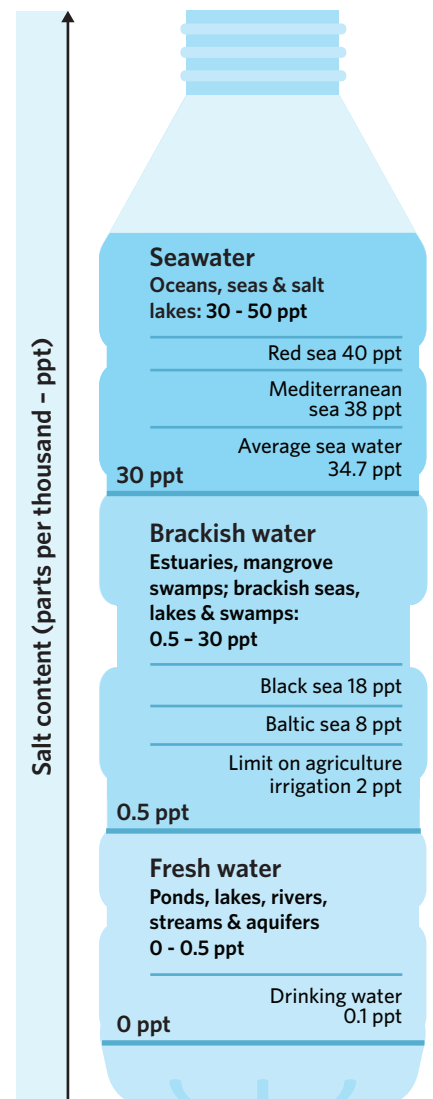 Salt content (parts per thousand – ppt)
Seawater
Oceans, seas & salt
lakes: 30 - 50 ppt
Red sea 40 ppt
Mediterranean
sea 38 ppt
Average sea water
34.7 ppt
30 ppt
Brackish water
Estuaries, mangrove
swamps; brackish seas,
lakes & swamps:
0.5 – 30 ppt
Black sea 18 ppt
Baltic sea 8 ppt
Limit on agriculture
irrigation 2 ppt
0.5 ppt
Fresh water
Ponds, lakes, rivers,
streams & aquifers
0 - 0.5 ppt
Drinking water
0.1 ppt
0 ppt